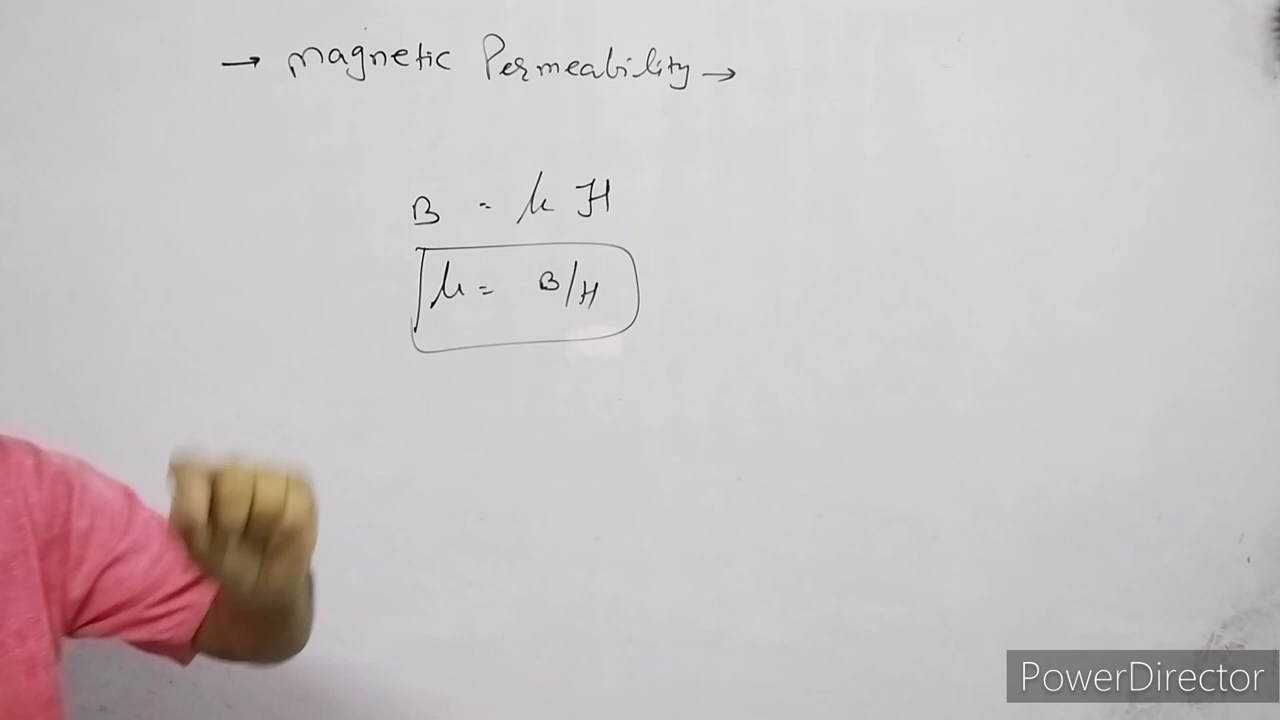 → magnetic Permeability →
B = μ H
μ = B/H
PowerDirector